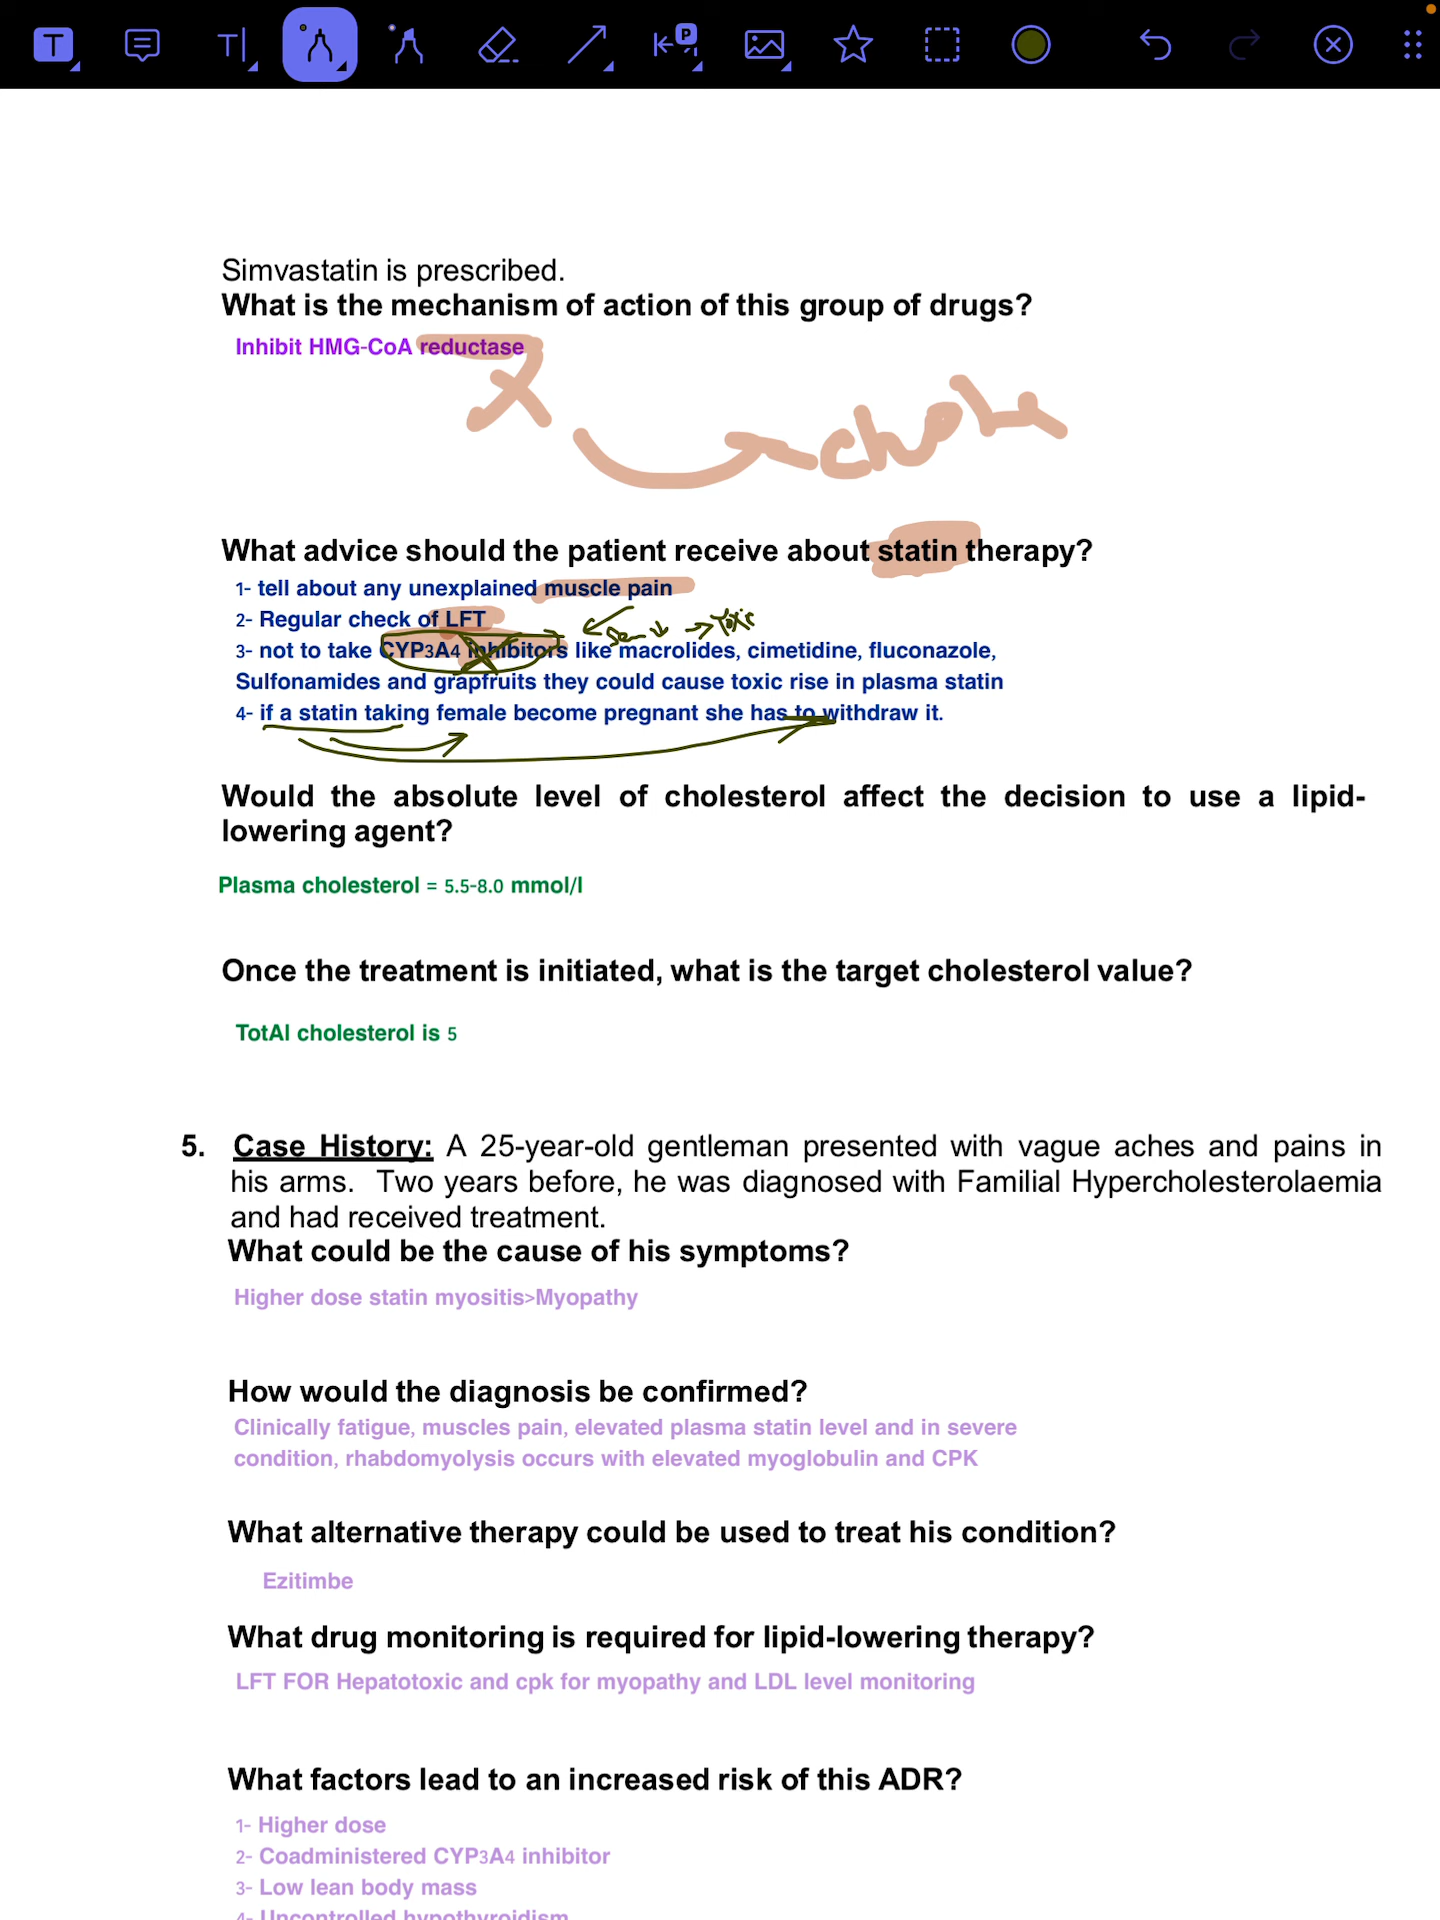 Simvastatin is prescribed.
What is the mechanism of action of this group of drugs?
Inhibit HMG-CoA reductase
chole
What advice should the patient receive about statin therapy?
1- tell about any unexplained muscle pain
2- Regular check of LFT
toxic
3- not to take CYP3A4 inhibitors like macrolides, cimetidine, fluconazole,
Sulfonamides and grapfruits they could cause toxic rise in plasma statin
4- if a statin taking female become pregnant she has to withdraw it.
Would the absolute level of cholesterol affect the decision to use a lipid-
lowering agent?
Plasma cholesterol = 5.5-8.0 mmol/l
Once the treatment is initiated, what is the target cholesterol value?
TotAl cholesterol is 5
5. Case History: A 25-year-old gentleman presented with vague aches and pains in
his arms. Two years before, he was diagnosed with Familial Hypercholesterolaemia
and had received treatment.
What could be the cause of his symptoms?
Higher dose statin myositis>Myopathy
How would the diagnosis be confirmed?
Clinically fatigue, muscles pain, elevated plasma statin level and in severe
condition, rhabdomyolysis occurs with elevated myoglobulin and CPK
What alternative therapy could be used to treat his condition?
Ezitimbe
What drug monitoring is required for lipid-lowering therapy?
LFT FOR Hepatotoxic and cpk for myopathy and LDL level monitoring
What factors lead to an increased risk of this ADR?
1- Higher dose
2- Coadministered CYP3A4 inhibitor
3- Low lean body mass
4- Uncontrolled hypothyroidism